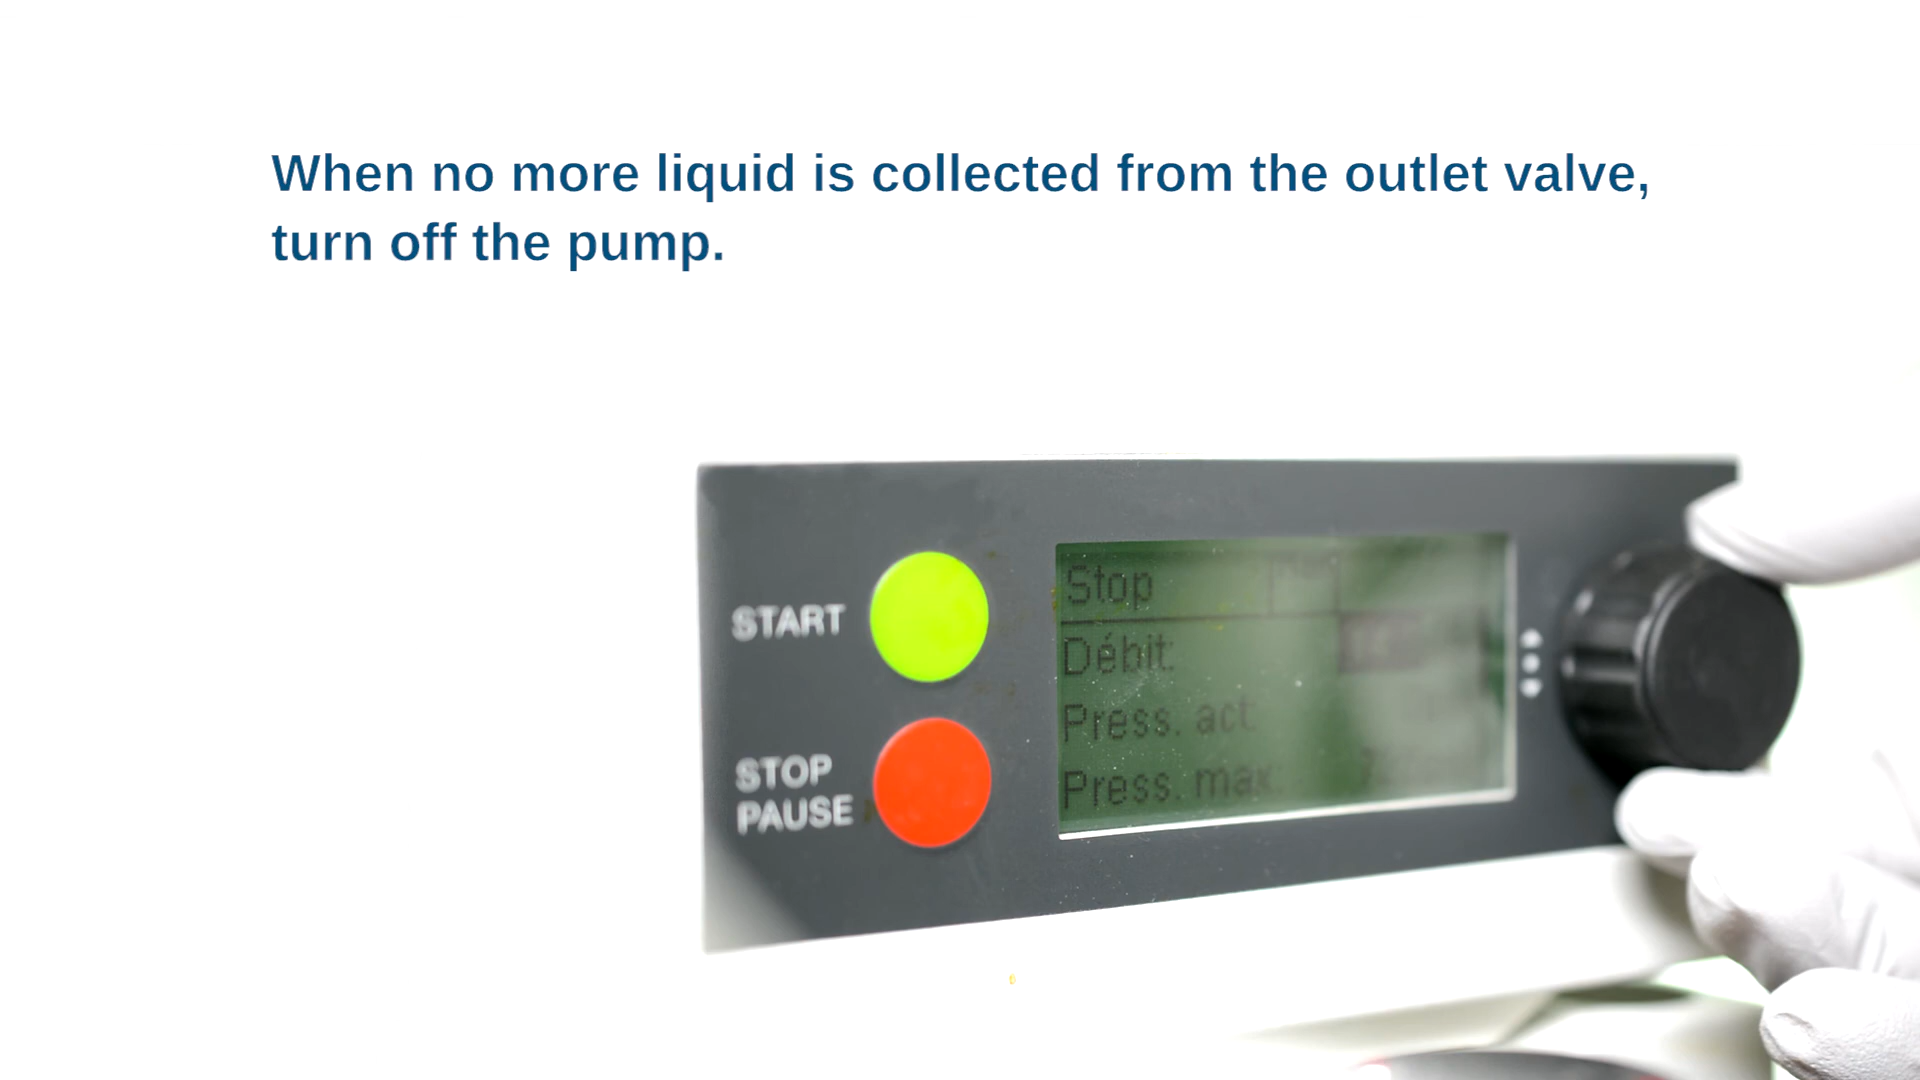 When no more liquid is collected from the outlet valve,
turn off the pump.
START
STOP
PAUSE
Stop
Débit:
Press. act:
Press. max: